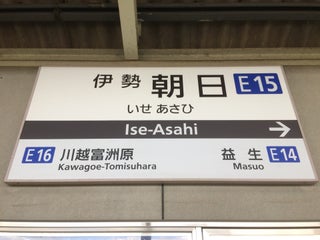 伊勢朝日 E15
いせ あさひ
Ise-Asahi →
E16 川越富洲原 益生 E14
Kawagoe-Tomisuhara Masuo